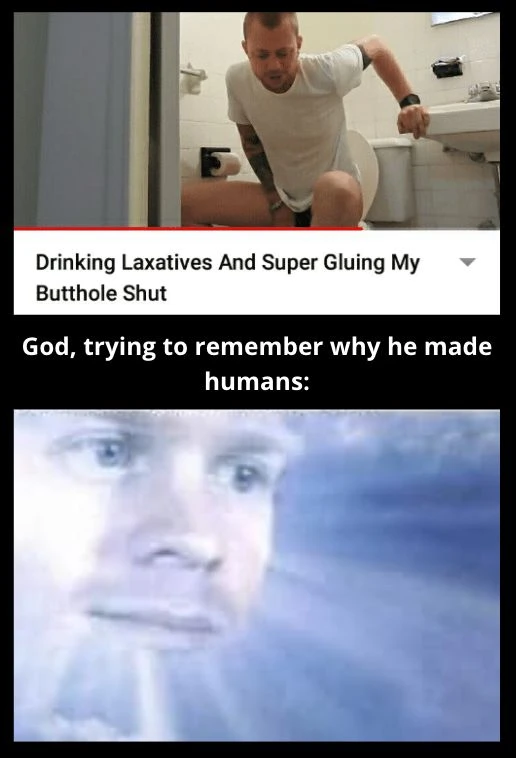 Drinking Laxatives And Super Gluing My
Butthole Shut
God, trying to remember why he made
humans: